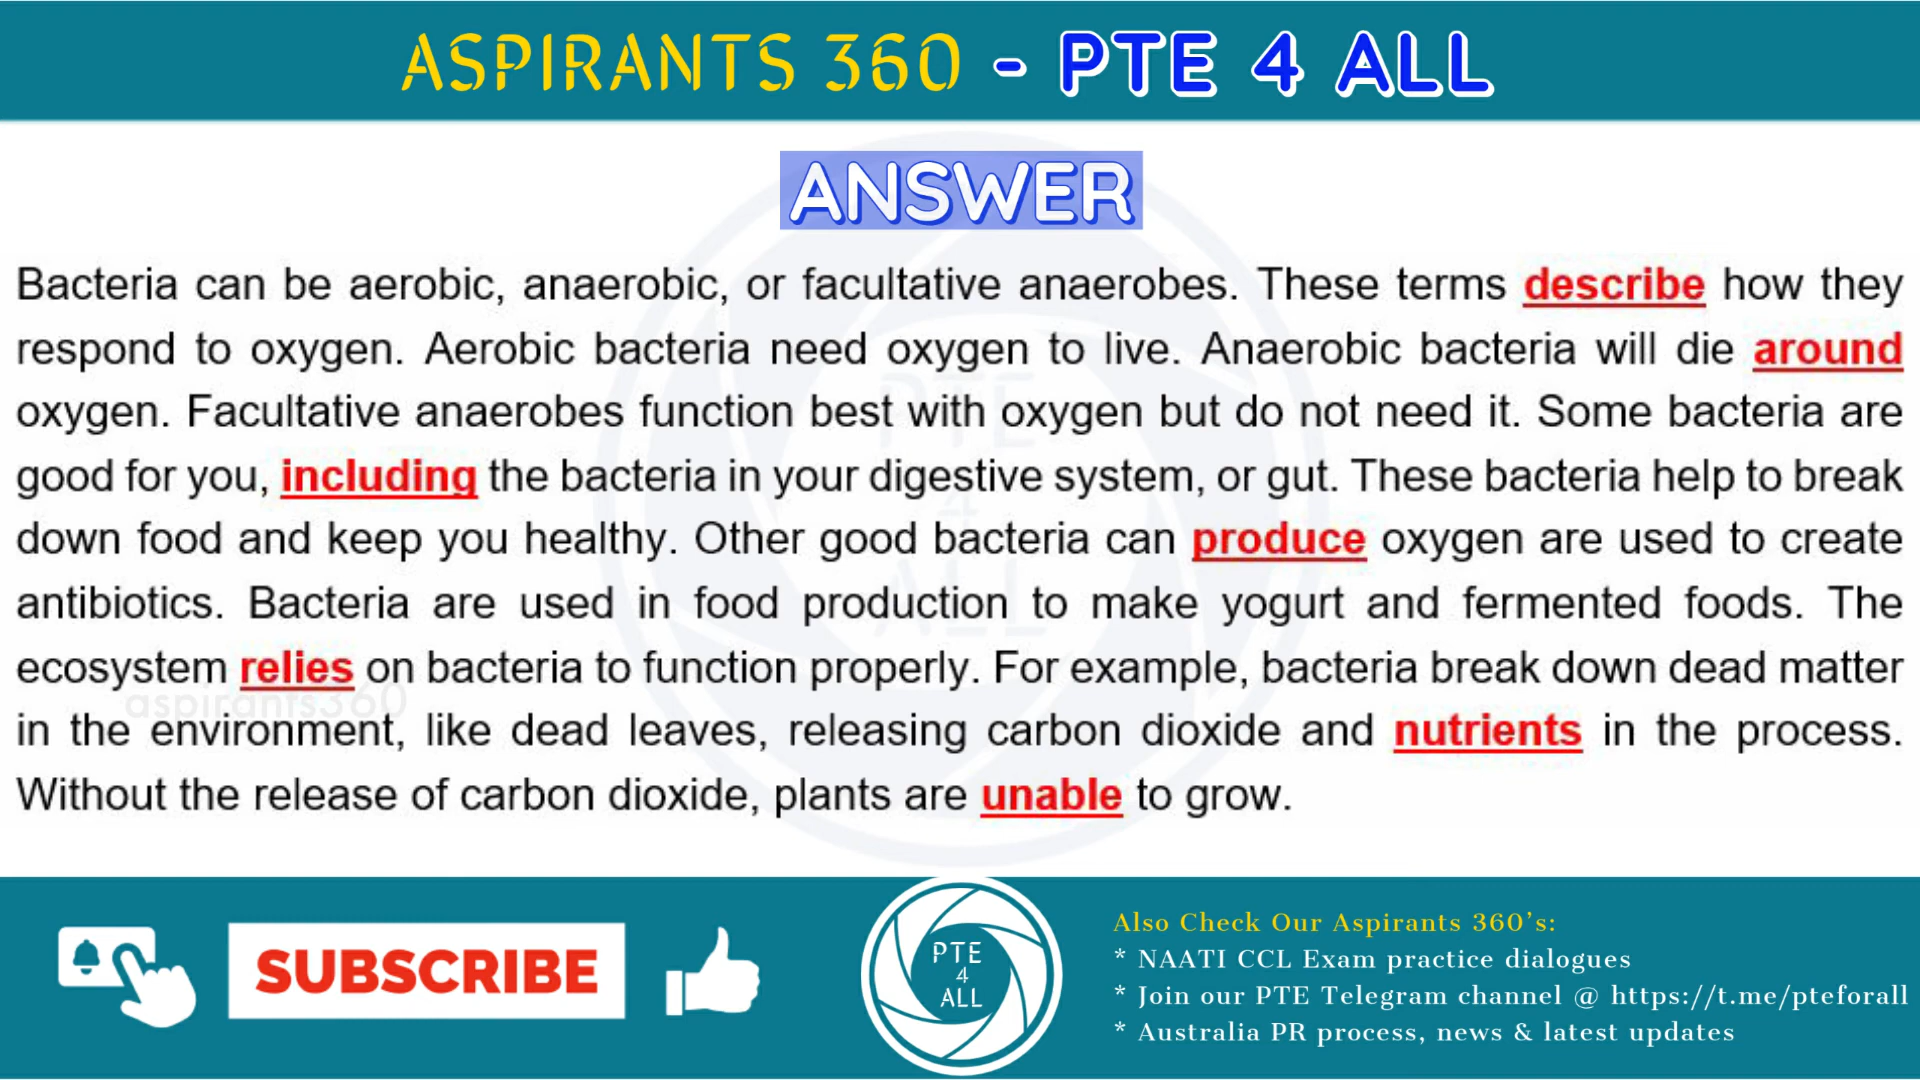 ASPIRANTS 360 - PTE 4 ALL
ANSWER
Bacteria can be aerobic, anaerobic, or facultative anaerobes. These terms describe how they
respond to oxygen. Aerobic bacteria need oxygen to live. Anaerobic bacteria will die around
oxygen. Facultative anaerobes function best with oxygen but do not need it. Some bacteria are
good for you, including the bacteria in your digestive system, or gut. These bacteria help to break
down food and keep you healthy. Other good bacteria can produce oxygen are used to create
antibiotics. Bacteria are used in food production to make yogurt and fermented foods. The
ecosystem relies on bacteria to function properly. For example, bacteria break down dead matter
aspirants360
in the environment, like dead leaves, releasing carbon dioxide and nutrients in the process.
Without the release of carbon dioxide, plants are unable to grow.
PTE
4
ALL
SUBSCRIBE
PTE
4
ALL
Also Check Our Aspirants 360's:
* NAATI CCL Exam practice dialogues
* Join our PTE Telegram channel @ https://t.me/pteforall
* Australia PR process, news & latest updates